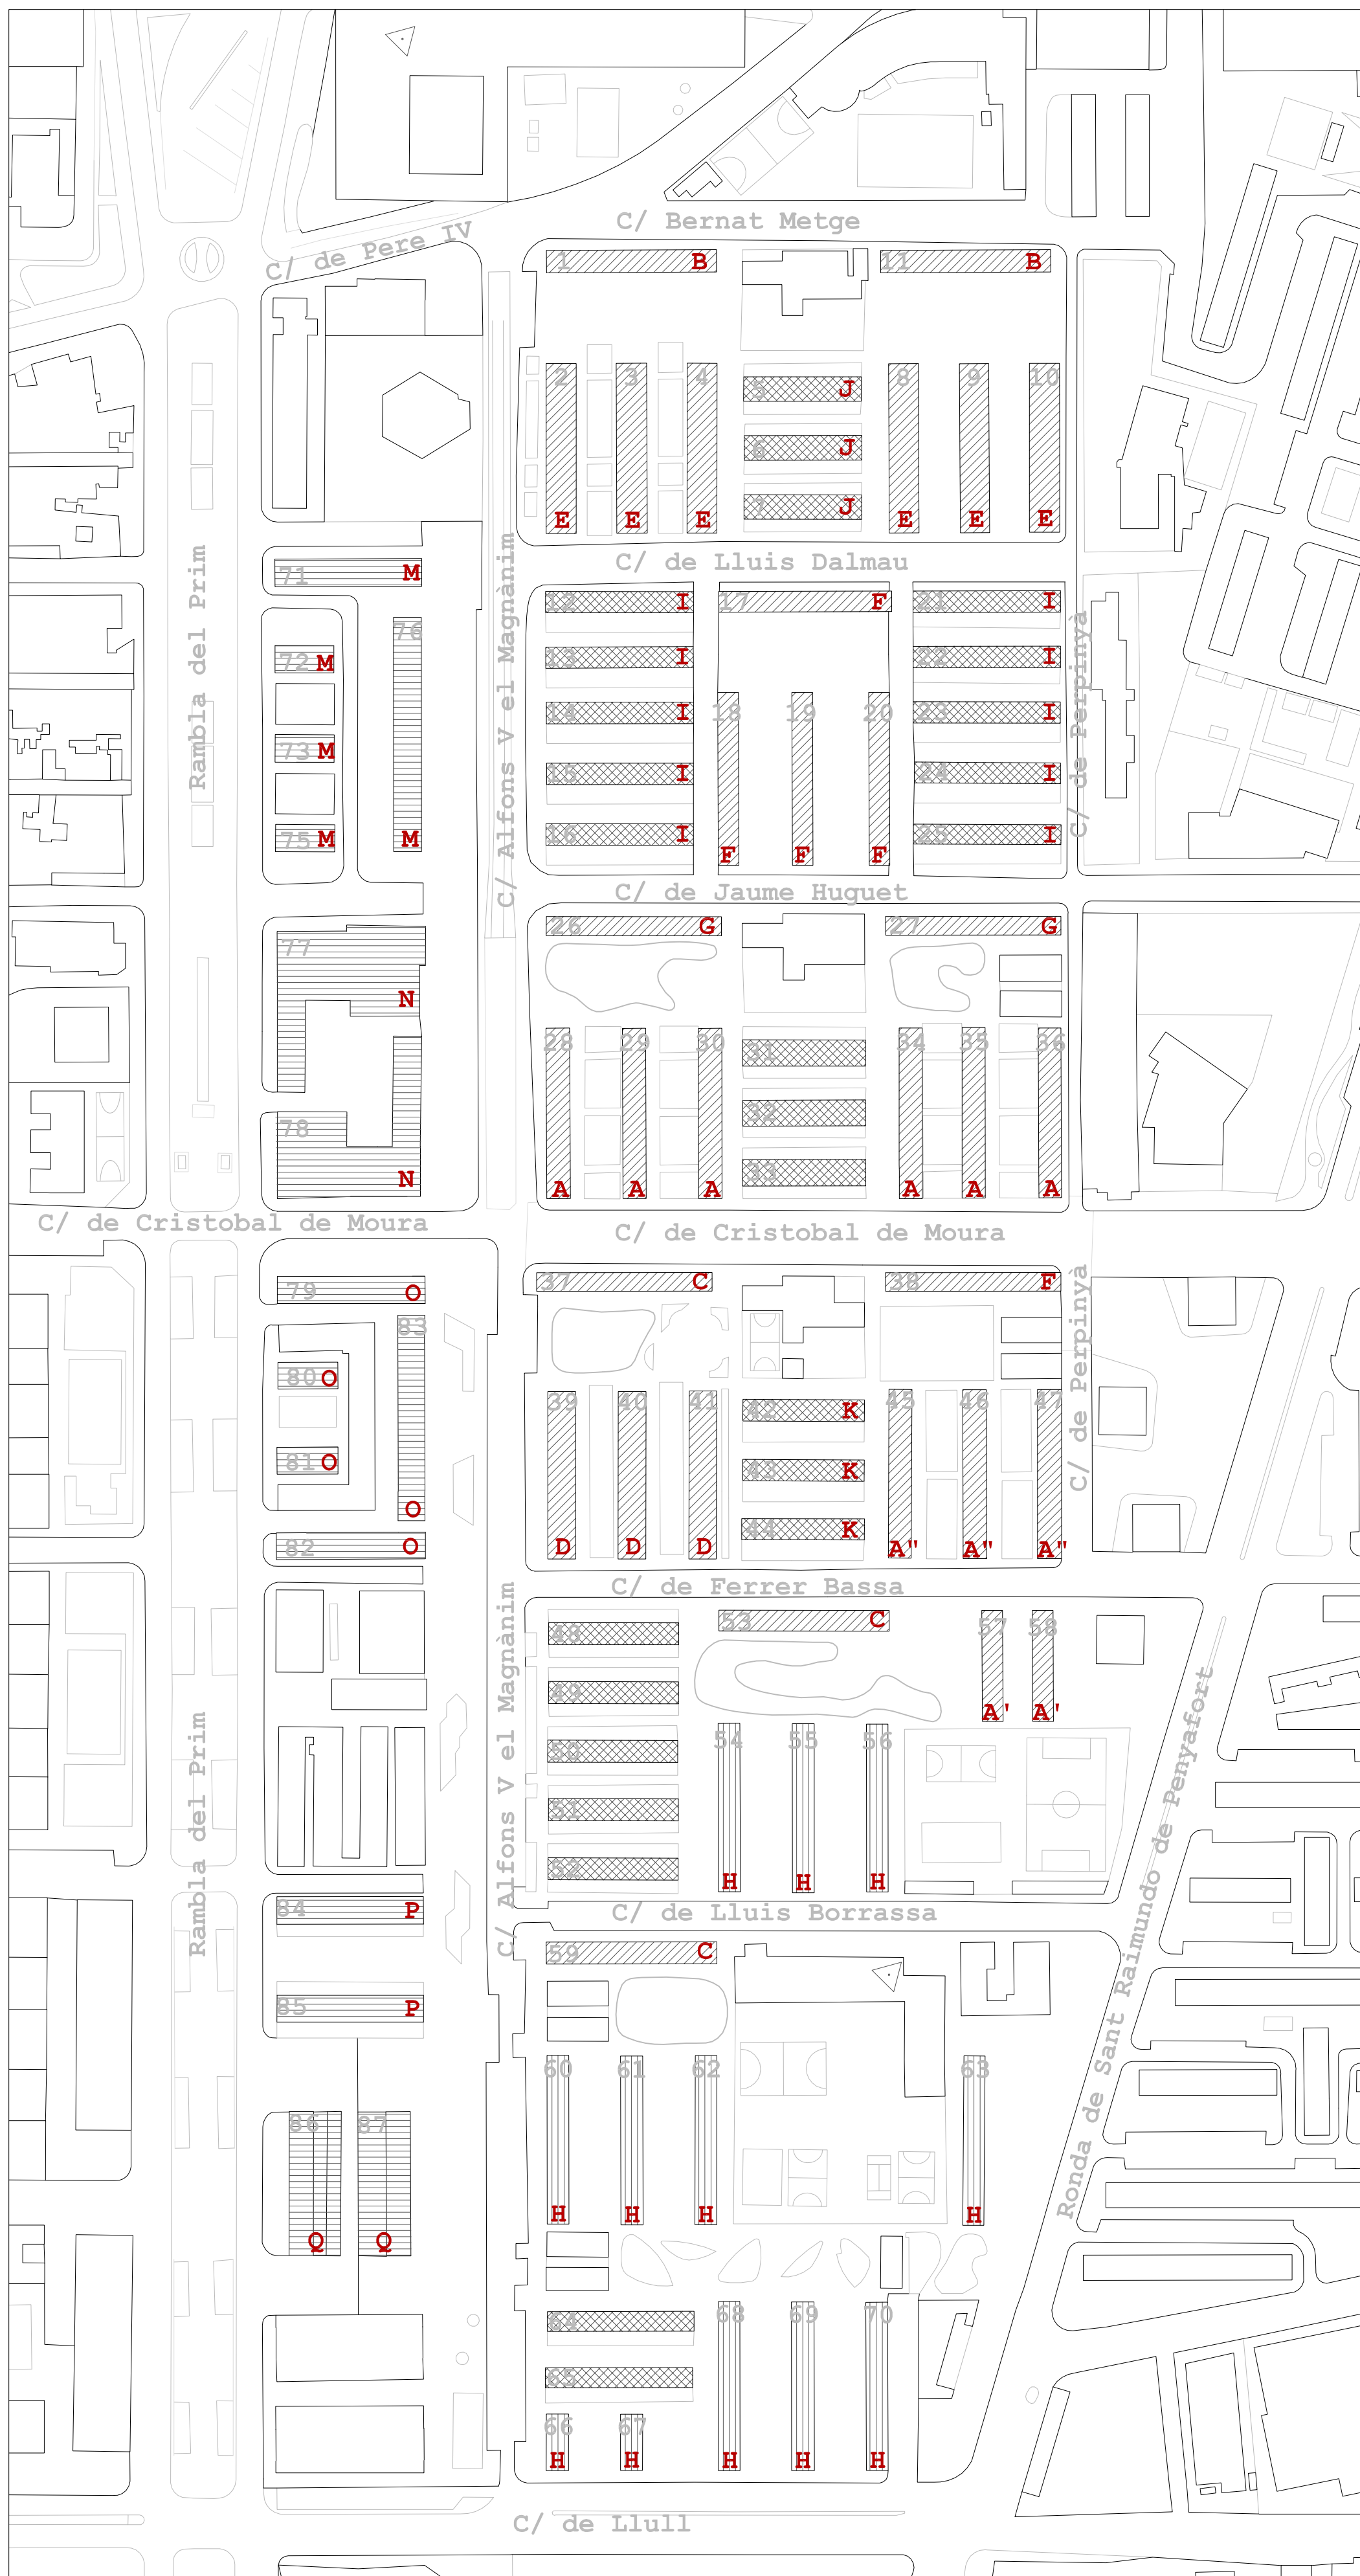 C/ Bernat Metge
C/ de Pere IV
1 B
11 B
2 3 4 5 J 8 9 10
6 J
7 J
E E E E E E
C/ de Lluis Dalmau
Rambla del Prim
C/ Alfons V el Magnànim
C/ de Perpinyà
71 M
12 I 17 F 21 I
76
72 M
13 I 22 I
14 I 18 19 20 23 I
73 M
15 I 24 I
75 M M
16 I 25 I
F F F
C/ de Jaume Huguet
26 G 27 G
77
N
28 29 30 31 34 35 36
32
78
33
N
A A A A A A
C/ de Cristobal de Moura
C/ de Cristobal de Moura
37 C 38 F
79 O
83
C/ de Perpinyà
80 O
39 40 41 42 K 45 46 47
81 O
43 K
O
44 K
82 O
D D D A" A" A"
C/ de Ferrer Bassa
Rambla del Prim
C/ Alfons V el Magnànim
Ronda de Sant Raimundo de Penyafort
48 53 C 57 58
49
A' A'
50 54 55 56
51
52
H H H
84 P
C/ de Lluis Borrassa
59 C
85 P
60 61 62 63
86 87
H H H H
Q Q
64 68 69 70
65
66 67
H H H H H
C/ de Llull